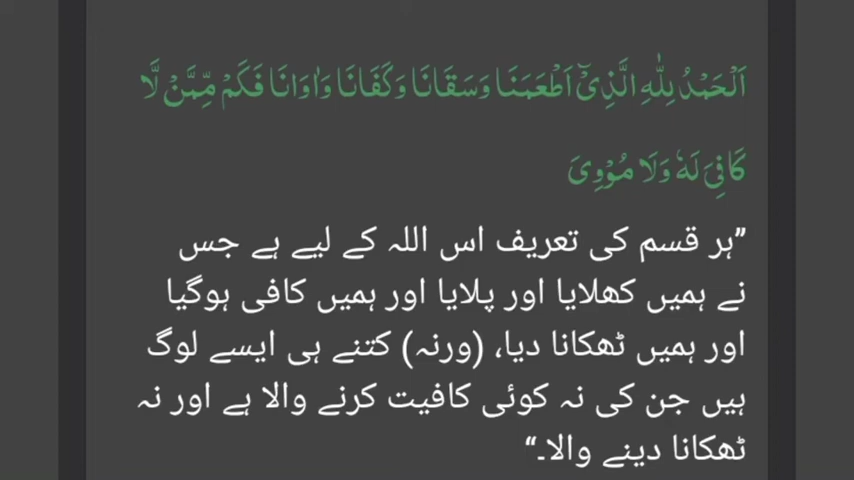 اَلْحَمْدُ لِلّٰهِ الَّذِیْۤ اَطْعَمَنَا وَسَقَانَا وَكَفَانَا وَاٰوَانَا فَكَمْ مِّمَّنْ لَّا
كَافِیَ لَهٗ وَلَا مُؤْوِیَ
”ہر قسم کی تعریف اس اللہ کے لیے ہے جس
نے ہمیں کھلایا اور پلایا اور ہمیں کافی ہوگیا
اور ہمیں ٹھکانا دیا، (ورنہ) کتنے ہی ایسے لوگ
ہیں جن کی نہ کوئی کافیت کرنے والا ہے اور نہ
ٹھکانا دینے والا۔“